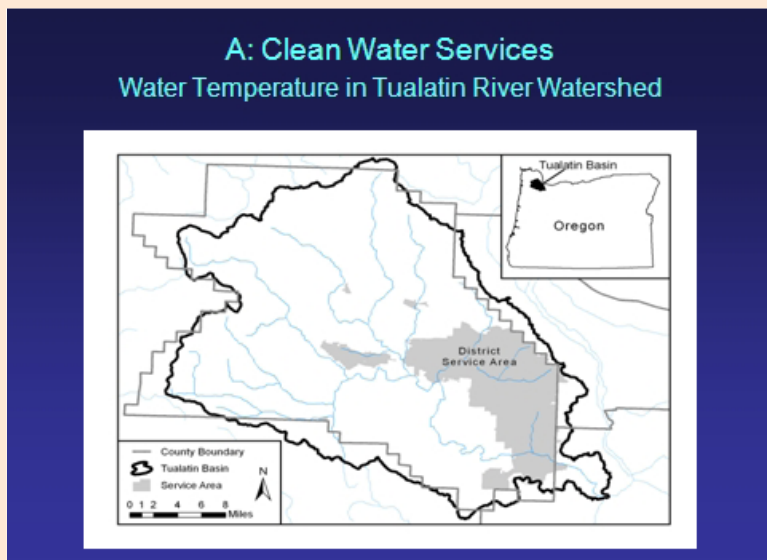 A: Clean Water Services
Water Temperature in Tualatin River Watershed
Tualatin Basin
Oregon
District
Service Area
County Boundary
Tualatin Basin
Service Area
N
0 1 2 4 6 8
Miles